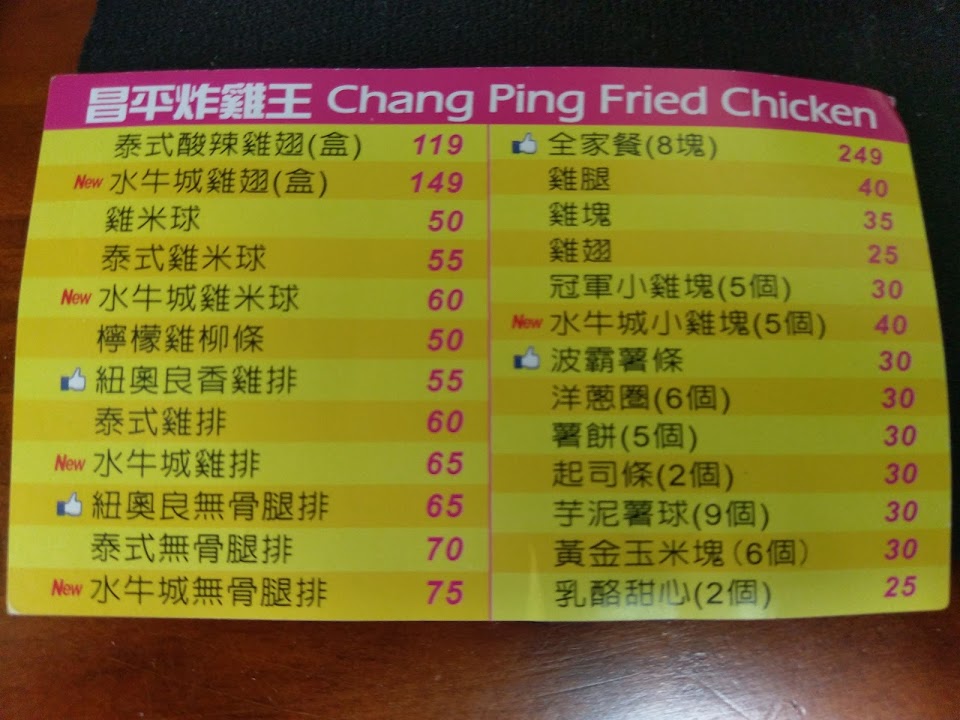 昌平炸雞王 Chang Ping Fried Chicken
泰式酸辣雞翅(盒) 119
New 水牛城雞翅(盒) 149
雞米球 50
泰式雞米球 55
New 水牛城雞米球 60
檸檬雞柳條 50
紐奧良香雞排 55
泰式雞排 60
New 水牛城雞排 65
紐奧良無骨腿排 65
泰式無骨腿排 70
New 水牛城無骨腿排 75
全家餐(8塊) 249
雞腿 40
雞塊 35
雞翅 25
冠軍小雞塊(5個) 30
New 水牛城小雞塊(5個) 40
波霸薯條 30
洋蔥圈(6個) 30
薯餅(5個) 30
起司條(2個) 30
芋泥薯球(9個) 30
黃金玉米塊(6個) 30
乳酪甜心(2個) 25